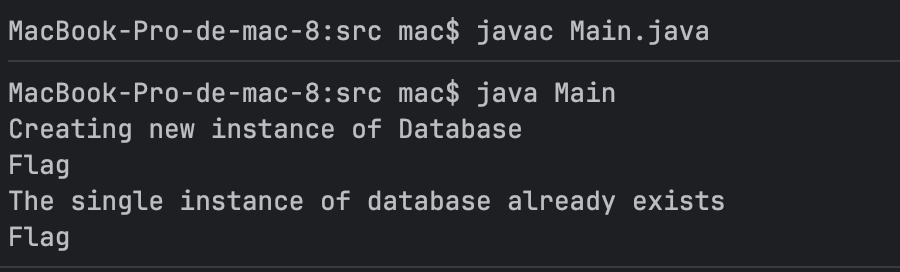 MacBook-Pro-de-mac-8:src mac$ javac Main.java
MacBook-Pro-de-mac-8:src mac$ java Main
Creating new instance of Database
Flag
The single instance of database already exists
Flag